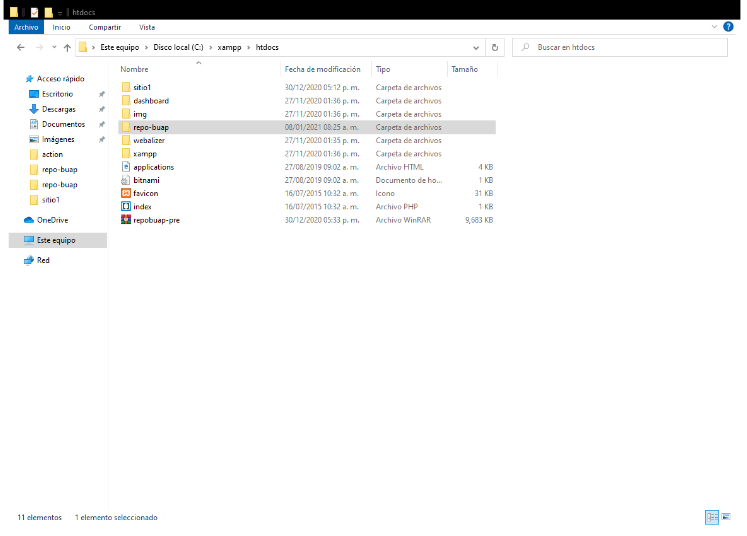 htdocs
Archivo Inicio Compartir Vista
Este equipo Disco local (C:) xampp htdocs Buscar en htdocs
Nombre Fecha de modificación Tipo Tamaño
Acceso rápido
Escritorio
Descargas
Documentos
Imágenes
action
repo-buap
repo-buap
sitio1
OneDrive
Este equipo
Red
sitio1 30/12/2020 05:12 p. m. Carpeta de archivos
dashboard 27/11/2020 01:36 p. m. Carpeta de archivos
img 27/11/2020 01:36 p. m. Carpeta de archivos
repo-buap 08/01/2021 08:25 a. m. Carpeta de archivos
webalizer 27/11/2020 01:35 p. m. Carpeta de archivos
xampp 27/11/2020 01:36 p. m. Carpeta de archivos
applications 27/08/2019 09:02 a. m. Archivo HTML 4 KB
bitnami 27/08/2019 09:02 a. m. Documento de ho... 1 KB
favicon 16/07/2015 10:32 a. m. Icono 31 KB
index 16/07/2015 10:32 a. m. Archivo PHP 1 KB
repobuap-pre 30/12/2020 05:33 p. m. Archivo WinRAR 9,683 KB
11 elementos 1 elemento seleccionado